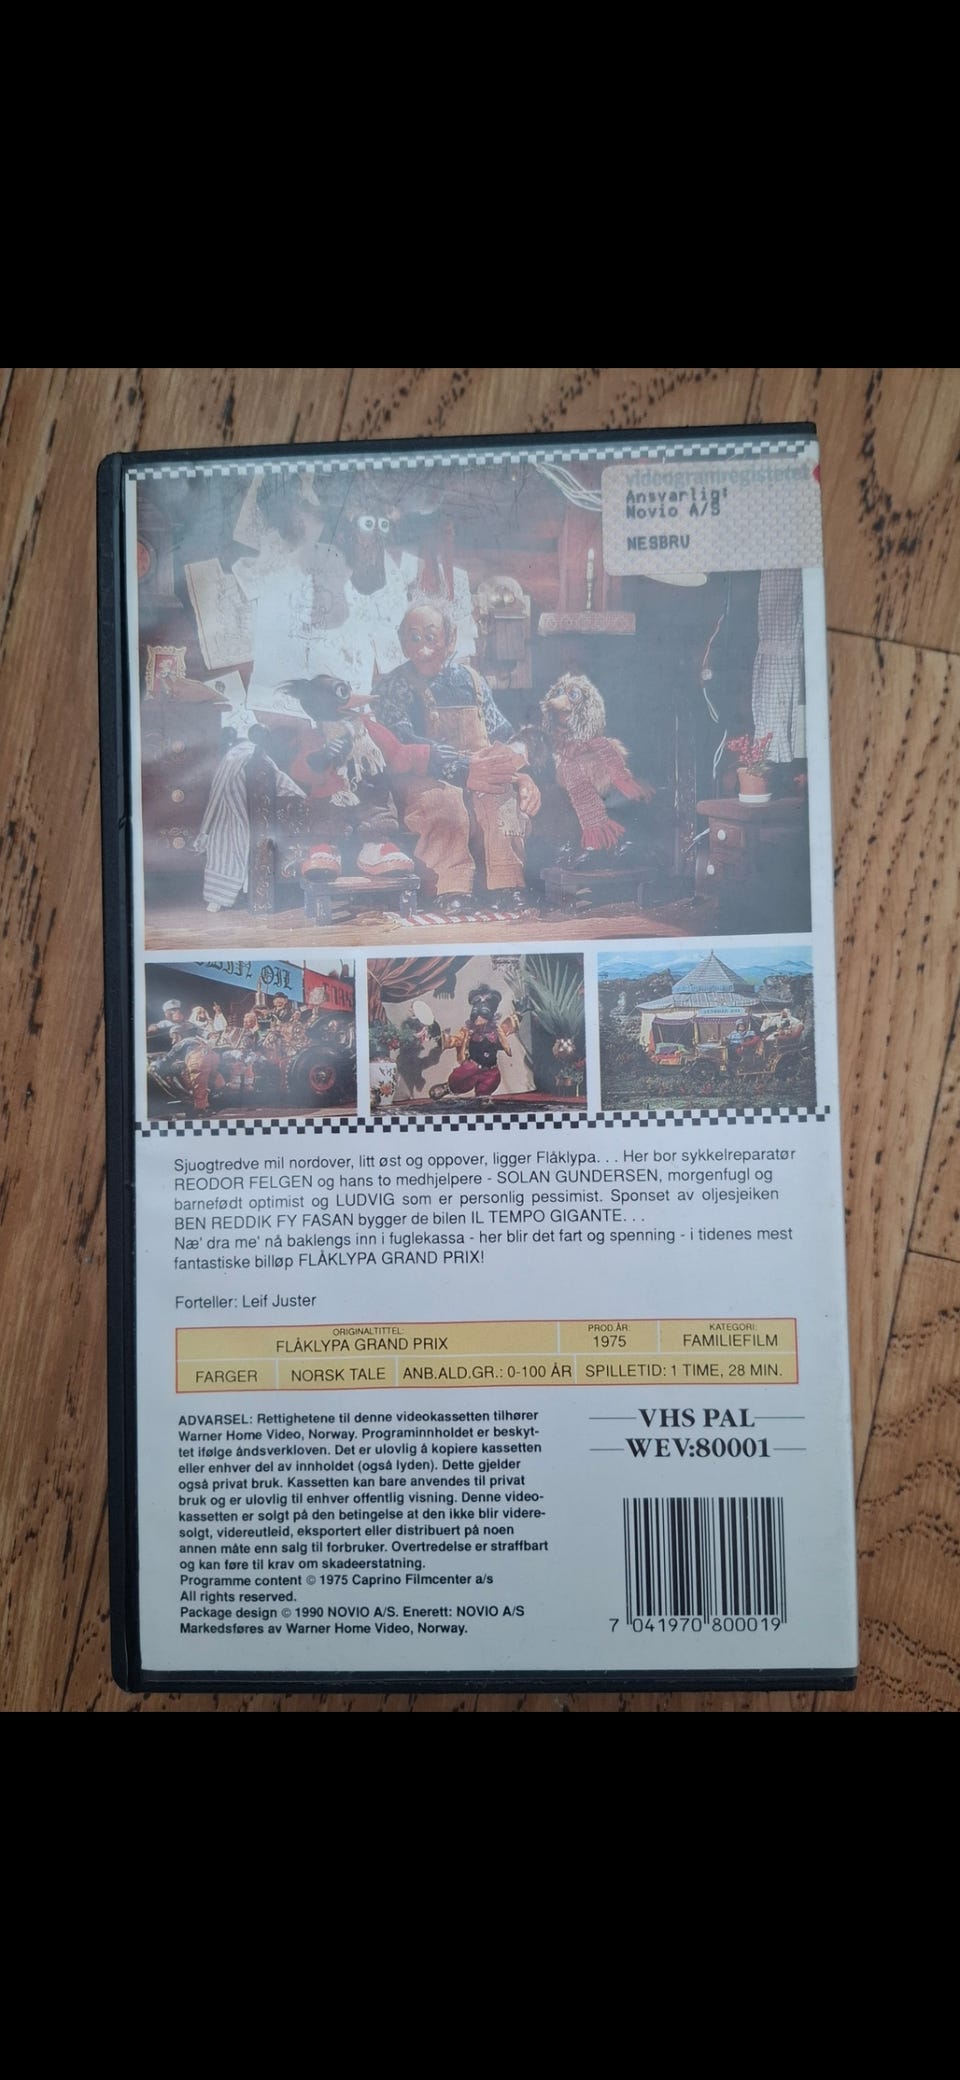 videogramregisteret
Ansvarlig:
Novio A/S
NESBRU
OIL
Sjuogtredve mil nordover, litt øst og oppover, ligger Flåklypa. . . Her bor sykkelreparatør
REODOR FELGEN og hans to medhjelpere - SOLAN GUNDERSEN, morgenfugl og
barnefødt optimist og LUDVIG som er personlig pessimist. Sponset av oljesjeiken
BEN REDDIK FY FASAN bygger de bilen IL TEMPO GIGANTE. . .
Næ' dra me' nå baklengs inn i fuglekassa - her blir det fart og spenning - i tidenes mest
fantastiske billøp FLÅKLYPA GRAND PRIX!
Forteller: Leif Juster
ORIGINALTITTEL:
FLÅKLYPA GRAND PRIX
PROD.ÅR:
1975
KATEGORI:
FAMILIEFILM
FARGER
NORSK TALE
ANB.ALD.GR.: 0-100 ÅR
SPILLETID: 1 TIME, 28 MIN.
ADVARSEL: Rettighetene til denne videokassetten tilhører
Warner Home Video, Norway. Programinnholdet er beskyt-
tet ifølge åndsverkloven. Det er ulovlig å kopiere kassetten
eller enhver del av innholdet (også lyden). Dette gjelder
også privat bruk. Kassetten kan bare anvendes til privat
bruk og er ulovlig til enhver offentlig visning. Denne video-
kassetten er solgt på den betingelse at den ikke blir videre-
solgt, videreutleid, eksportert eller distribuert på noen
annen måte enn salg til forbruker. Overtredelse er straffbart
og kan føre til krav om skadeerstatning.
Programme content © 1975 Caprino Filmcenter a/s
All rights reserved.
Package design © 1990 NOVIO A/S. Enerett: NOVIO A/S
Markedsføres av Warner Home Video, Norway.
VHS PAL
WEV:80001
7 041970 800019